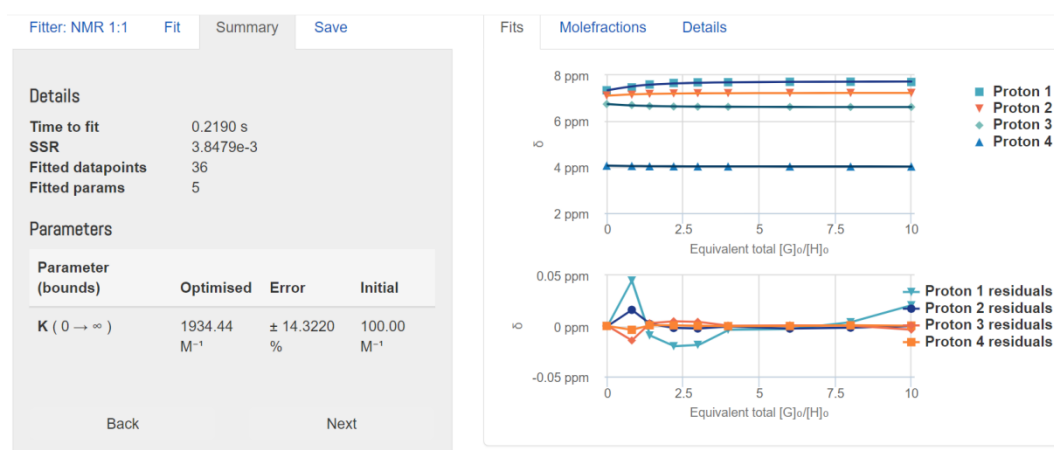 Fitter: NMR 1:1 Fit Summary Save
Details
Time to fit 0.2190 s
SSR 3.8479e-3
Fitted datapoints 36
Fitted params 5
Parameters
Parameter
(bounds) Optimised Error Initial
K ( 0 → ∞ ) 1934.44 ± 14.3220 100.00
M⁻¹ % M⁻¹
Back Next
Fits Molefractions Details
8 ppm
6 ppm
4 ppm
2 ppm
δ
0 2.5 5 7.5 10
Equivalent total [G]₀/[H]₀
Proton 1
Proton 2
Proton 3
Proton 4
0.05 ppm
0 ppm
-0.05 ppm
δ
0 2.5 5 7.5 10
Equivalent total [G]₀/[H]₀
Proton 1 residuals
Proton 2 residuals
Proton 3 residuals
Proton 4 residuals